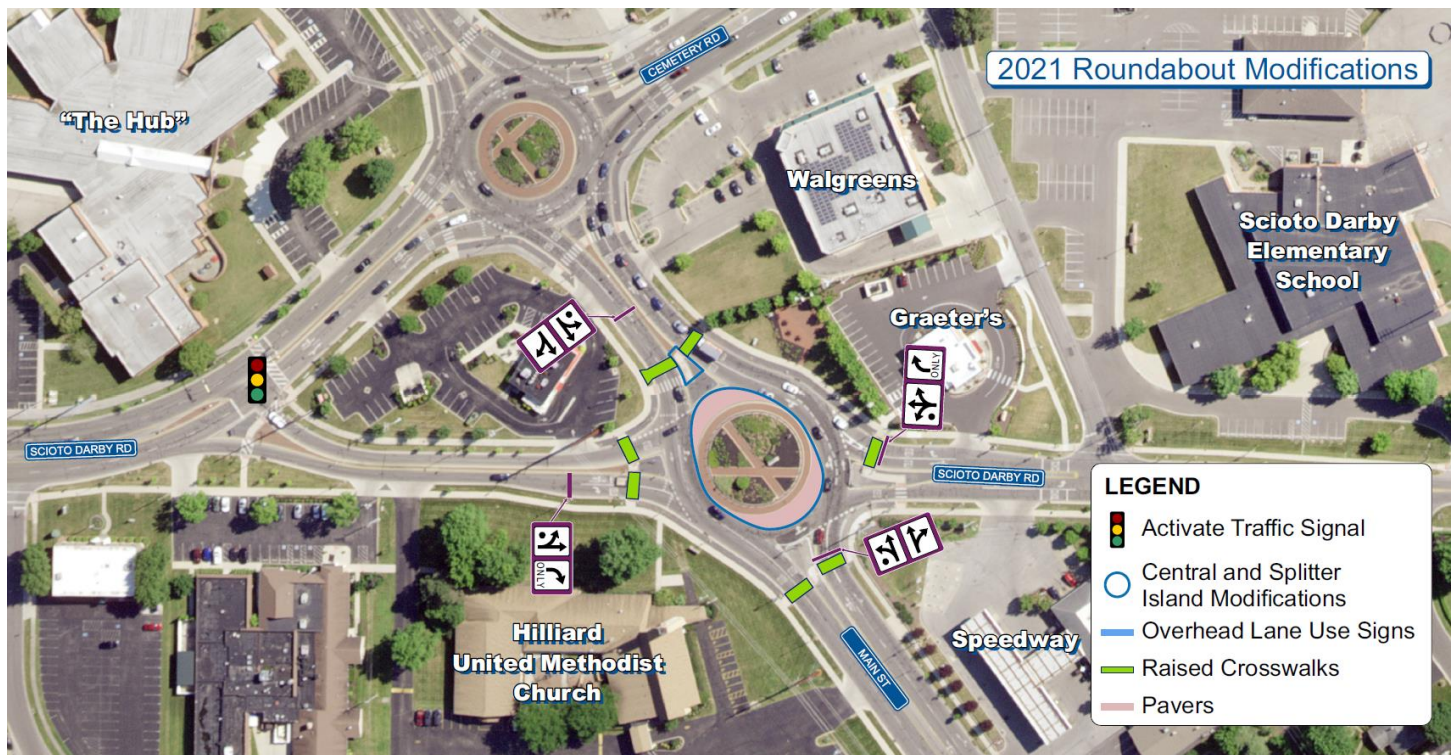 2021 Roundabout Modifications
CEMETERY RD
"The Hub"
Walgreens
Scioto Darby
Elementary
School
Graeter's
ONLY
SCIOTO DARBY RD
SCIOTO DARBY RD
ONLY
Hilliard
United Methodist
Church
MAIN ST
Speedway
LEGEND
Activate Traffic Signal
Central and Splitter
Island Modifications
Overhead Lane Use Signs
Raised Crosswalks
Pavers